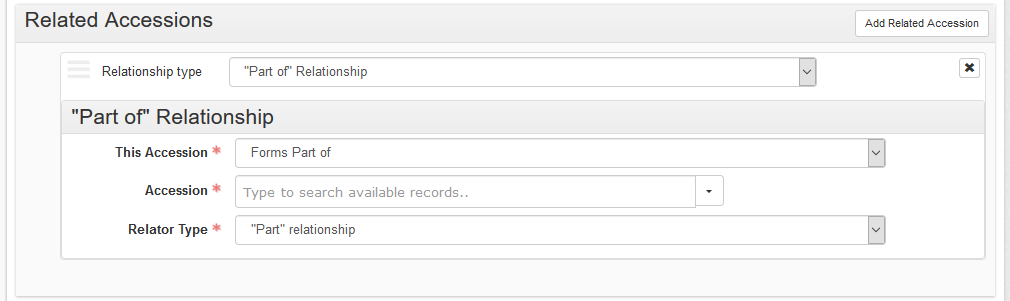 Related Accessions
Add Related Accession
Relationship type "Part of" Relationship
"Part of" Relationship
This Accession * Forms Part of
Accession * Type to search available records..
Relator Type * "Part" relationship